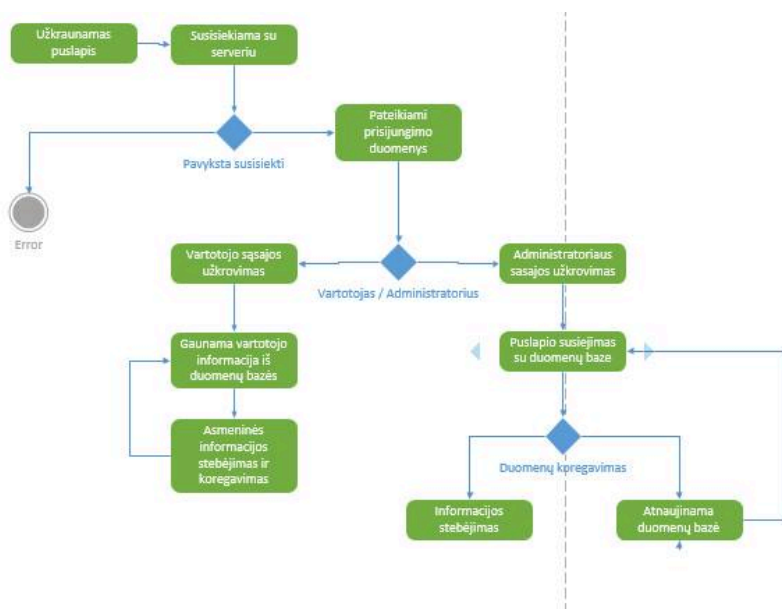 Užkraunamas
puslapis
Susisiekiama su
serveriu
Pateikiami
prisijungimo
duomenys
Pavyksta susisiekti
Error
Vartotojo sąsajos
užkrovimas
Vartotojas / Administratorius
Administratoriaus
sasajos užkrovimas
Gaunama vartotojo
informacija iš
duomenų bazės
Puslapio susiejimas
su duomenų baze
Asmeninės
informacijos
stebėjimas ir
koregavimas
Duomenų koregavimas
Informacijos
stebėjimas
Atnaujinama
duomenų bazė